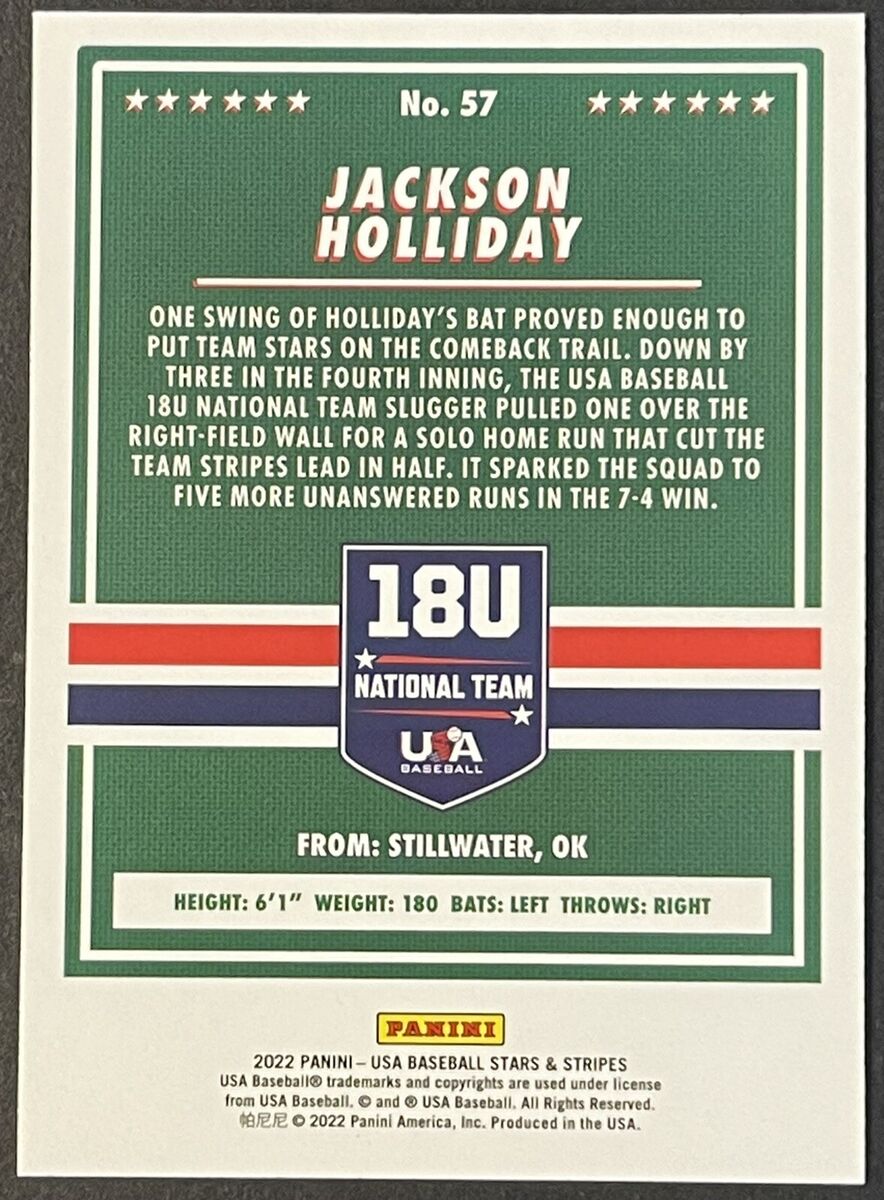 No. 57
JACKSON
HOLLIDAY
ONE SWING OF HOLLIDAY'S BAT PROVED ENOUGH TO
PUT TEAM STARS ON THE COMEBACK TRAIL. DOWN BY
THREE IN THE FOURTH INNING, THE USA BASEBALL
18U NATIONAL TEAM SLUGGER PULLED ONE OVER THE
RIGHT-FIELD WALL FOR A SOLO HOME RUN THAT CUT THE
TEAM STRIPES LEAD IN HALF. IT SPARKED THE SQUAD TO
FIVE MORE UNANSWERED RUNS IN THE 7-4 WIN.
18U
NATIONAL TEAM
USA
BASEBALL
FROM: STILLWATER, OK
HEIGHT: 6'1" WEIGHT: 180 BATS: LEFT THROWS: RIGHT
PANINI
2022 PANINI – USA BASEBALL STARS & STRIPES
USA Baseball® trademarks and copyrights are used under license
from USA Baseball. © and ® USA Baseball. All Rights Reserved.
帕尼尼 © 2022 Panini America, Inc. Produced in the USA.